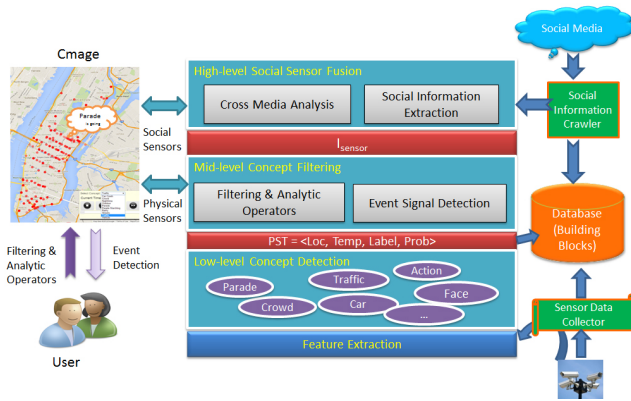 Social Media
Cmage
High-level Social Sensor Fusion
Cross Media Analysis
Social Information
Extraction
Social
Information
Crawler
Parade
Social
Sensors
I_sensor
Mid-level Concept Filtering
Filtering & Analytic
Operators
Event Signal Detection
Physical
Sensors
Database
(Building
Blocks)
PST = <Loc, Temp, Label, Prob>
Filtering &
Analytic
Operators
Event
Detection
Low-level Concept Detection
Parade
Traffic
Action
Crowd
Car
Face
...
Sensor Data
Collector
Feature Extraction
User